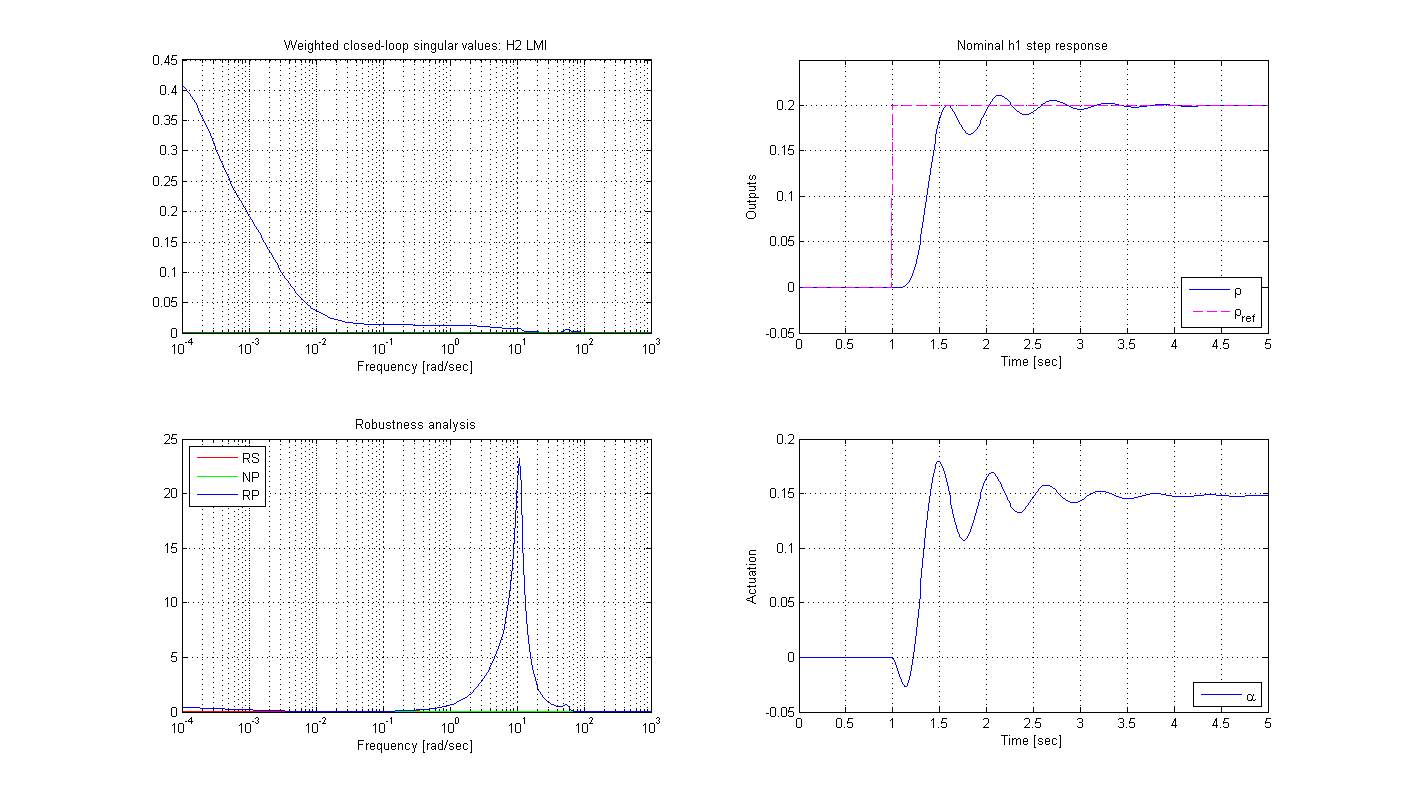 Weighted closed-loop singular values: H2 LMI
0.45
0.4
0.35
0.3
0.25
0.2
0.15
0.1
0.05
0
10^-4 10^-3 10^-2 10^-1 10^0 10^1 10^2 10^3
Frequency [rad/sec]
Nominal h1 step response
Outputs
0.2
0.15
0.1
0.05
0
-0.05
ρ
ρref
0 0.5 1 1.5 2 2.5 3 3.5 4 4.5 5
Time [sec]
Robustness analysis
25
20
15
10
5
0
RS
NP
RP
10^-4 10^-3 10^-2 10^-1 10^0 10^1 10^2 10^3
Frequency [rad/sec]
Actuation
0.2
0.15
0.1
0.05
0
-0.05
α
0 0.5 1 1.5 2 2.5 3 3.5 4 4.5 5
Time [sec]